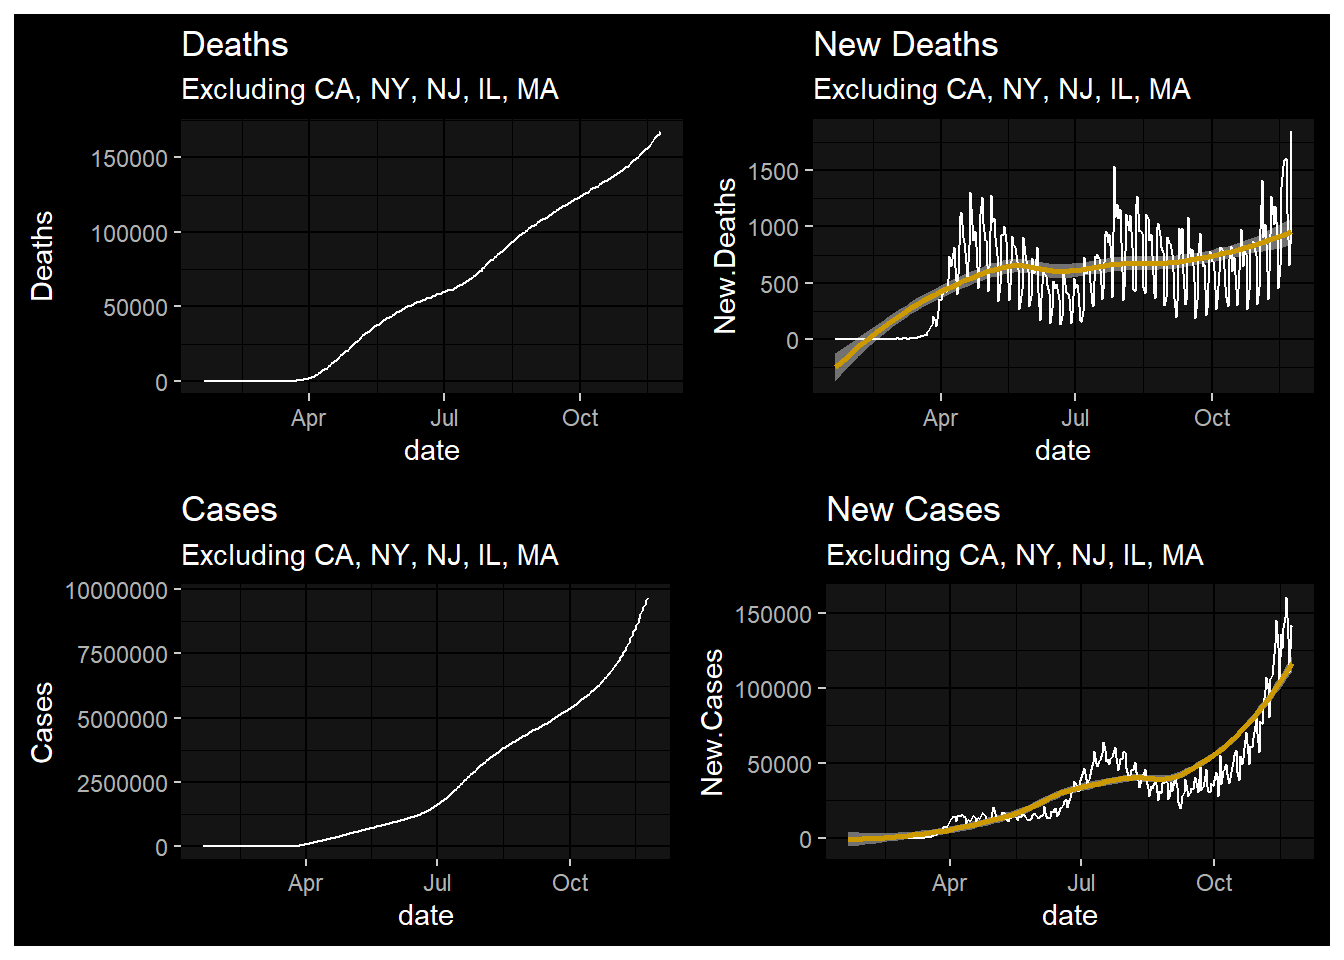 Deaths
Excluding CA, NY, NJ, IL, MA
150000
100000
50000
0
Deaths
Apr Jul Oct
date
New Deaths
Excluding CA, NY, NJ, IL, MA
1500
1000
500
0
New.Deaths
Apr Jul Oct
date
Cases
Excluding CA, NY, NJ, IL, MA
10000000
7500000
5000000
2500000
0
Cases
Apr Jul Oct
date
New Cases
Excluding CA, NY, NJ, IL, MA
150000
100000
50000
0
New.Cases
Apr Jul Oct
date